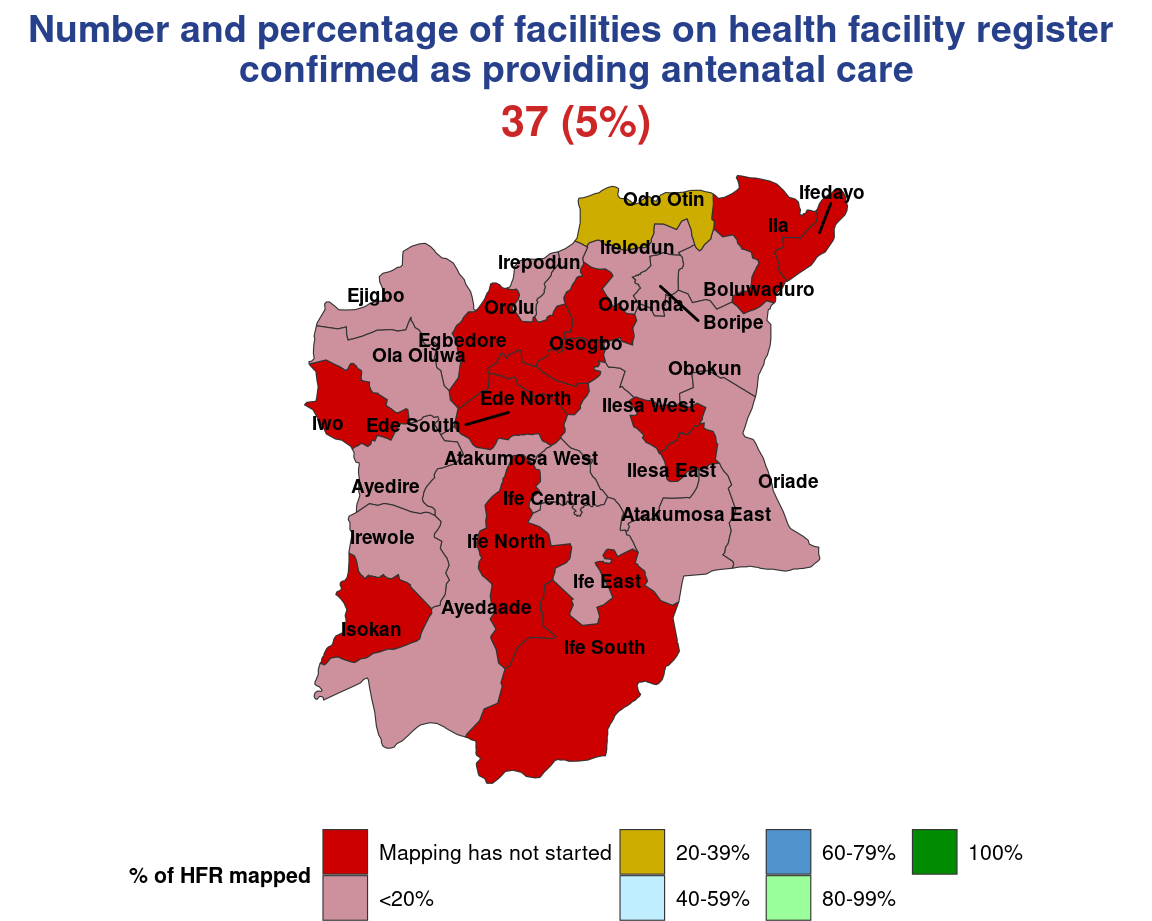 Number and percentage of facilities on health facility register
confirmed as providing antenatal care
37 (5%)
Ifedayo
Odo Otin
Ila
Ifelodun
Irepodun
Boluwaduro
Ejigbo
Olorunda
Orolu
Boripe
Egbedore
Osogbo
Ola Oluwa
Obokun
Ede North
Ilesa West
Iwo
Ede South
Atakumosa West
Ilesa East
Oriade
Ayedire
Ife Central
Atakumosa East
Irewole
Ife North
Ife East
Ayedaade
Isokan
Ife South
% of HFR mapped
Mapping has not started
<20%
20-39%
40-59%
60-79%
80-99%
100%